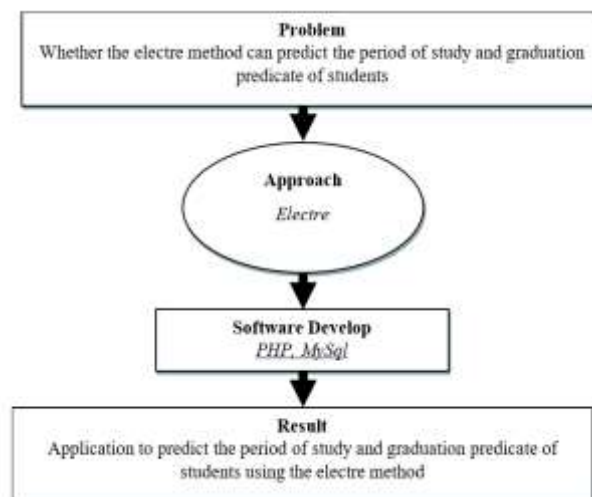 Problem
Whether the electre method can predict the period of study and graduation
predicate of students
Approach
Electre
Software Develop
PHP, MySql
Result
Application to predict the period of study and graduation predicate of
students using the electre method